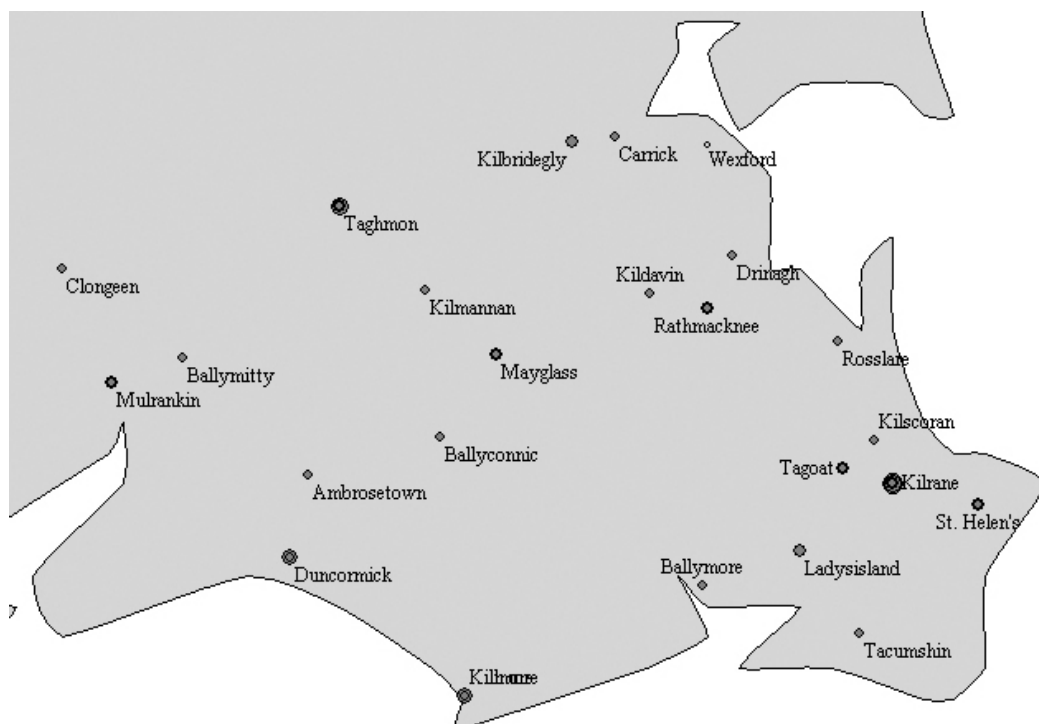 Kilbridegly
Carrick
Wexford
Taghmon
Clongeen
Kilmannan
Kildavin
Drinagh
Rathmacknee
Rosslare
Ballymitty
Mulrankin
Mayglass
Kilscoran
Ballyconnic
Tagoat
Kilrane
Ambrosetown
St. Helen's
Duncormick
Ballymore
Ladysisland
Tacumshin